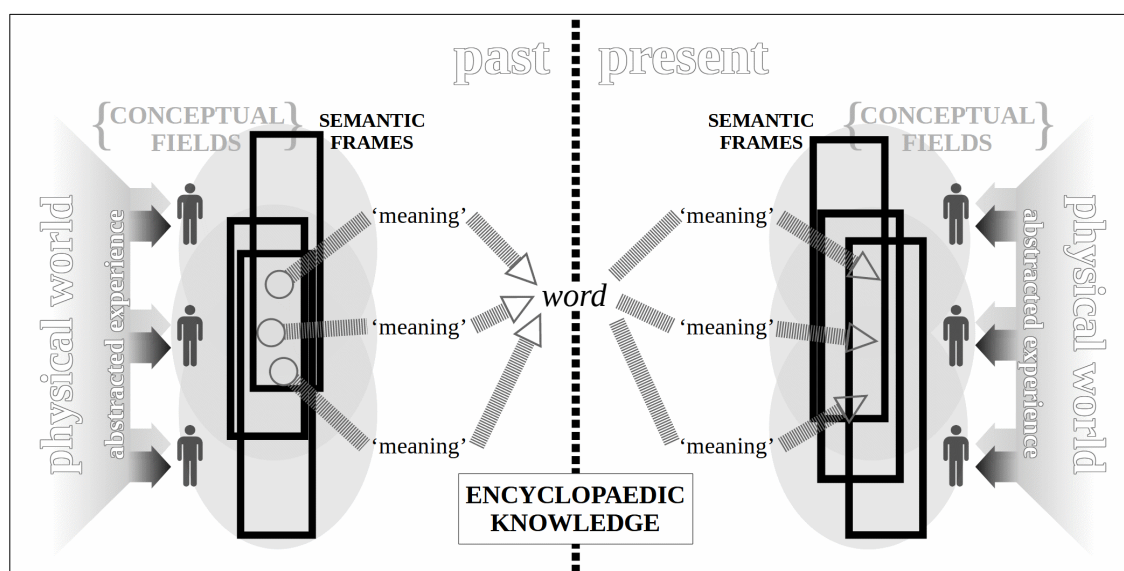 past
present
{CONCEPTUAL
FIELDS}
SEMANTIC
FRAMES
SEMANTIC
FRAMES
{CONCEPTUAL
FIELDS}
physical world
abstracted experience
‘meaning’
‘meaning’
‘meaning’
word
‘meaning’
‘meaning’
‘meaning’
abstracted experience
physical world
ENCYCLOPAEDIC
KNOWLEDGE